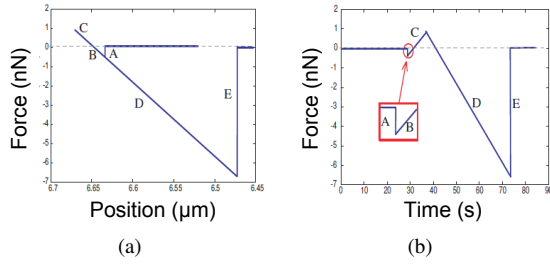 Force (nN)
2
1
0
-1
-2
-3
-4
-5
-6
-7
C
B
A
D
E
6.7
6.65
6.6
6.55
6.5
6.45
Position (μm)
(a)
Force (nN)
3
2
1
0
-1
-2
-3
-4
-5
-6
-7
C
A
B
D
E
0
10
20
30
40
50
60
70
80
90
Time (s)
(b)